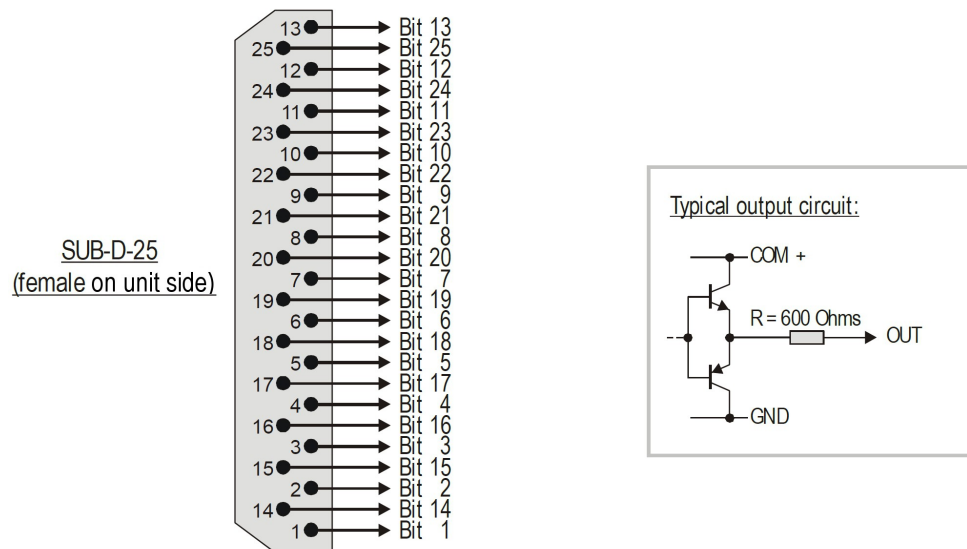 13 Bit 13
25 Bit 25
12 Bit 12
24 Bit 24
11 Bit 11
23 Bit 23
10 Bit 10
22 Bit 22
9 Bit 9
21 Bit 21
8 Bit 8
20 Bit 20
7 Bit 7
19 Bit 19
6 Bit 6
18 Bit 18
5 Bit 5
17 Bit 17
4 Bit 4
16 Bit 16
3 Bit 3
15 Bit 15
2 Bit 2
14 Bit 14
1 Bit 1
SUB-D-25
(female on unit side)
Typical output circuit:
COM +
R = 600 Ohms
OUT
GND